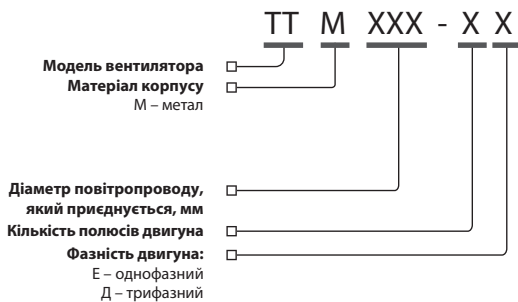 TT M XXX - X X
Модель вентилятора
Матеріал корпусу
М – метал
Діаметр повітропроводу,
який приєднується, мм
Кількість полюсів двигуна
Фазність двигуна:
Е – однофазний
Д – трифазний